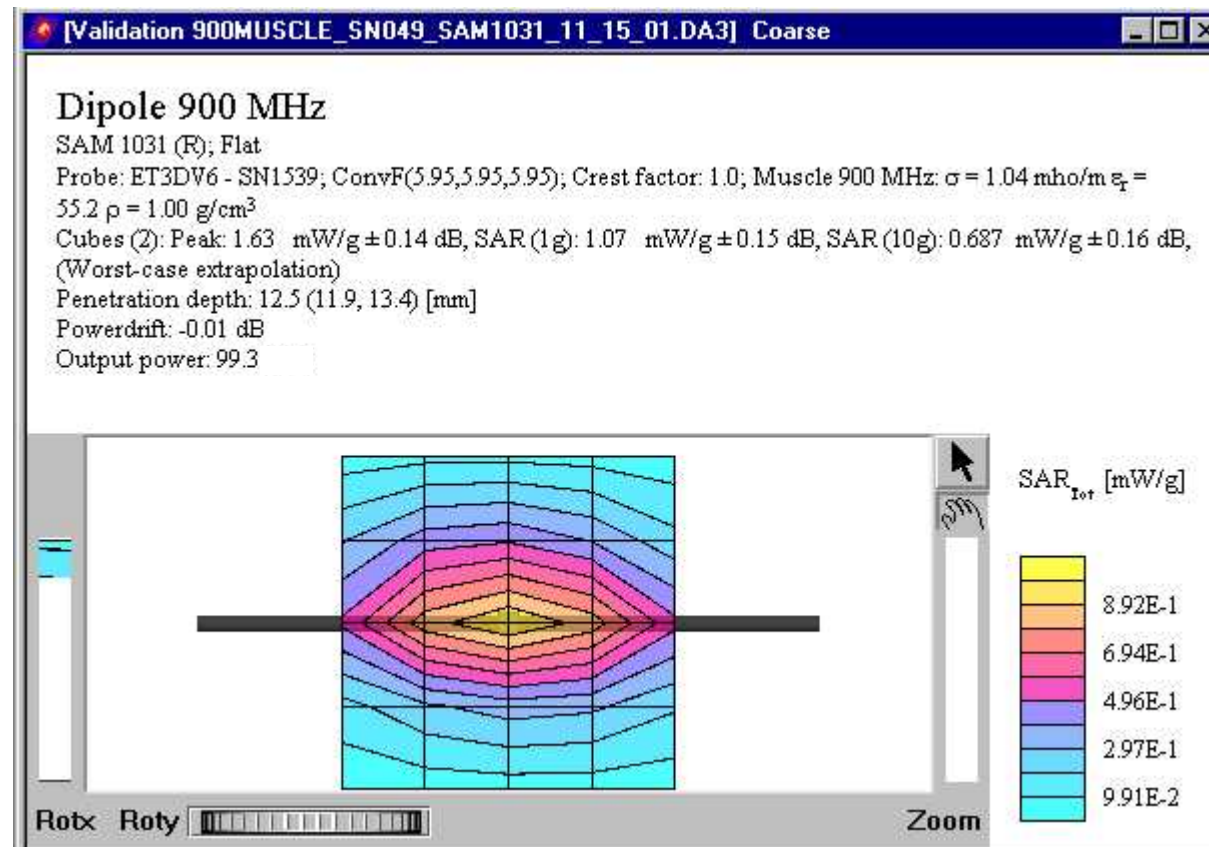 [Validation 900MUSCLE_SN049_SAM1031_11_15_01.DA3] Coarse
Dipole 900 MHz
SAM 1031 (R); Flat
Probe: ET3DV6 - SN1539; ConvF(5.95,5.95,5.95); Crest factor: 1.0; Muscle 900 MHz: σ = 1.04 mho/m εr =
55.2 ρ = 1.00 g/cm³
Cubes (2): Peak: 1.63 mW/g ± 0.14 dB, SAR (1g): 1.07 mW/g ± 0.15 dB, SAR (10g): 0.687 mW/g ± 0.16 dB,
(Worst-case extrapolation)
Penetration depth: 12.5 (11.9, 13.4) [mm]
Powerdrift: -0.01 dB
Output power: 99.3
SARTot [mW/g]
8.92E-1
6.94E-1
4.96E-1
2.97E-1
9.91E-2
Rotx Roty Zoom